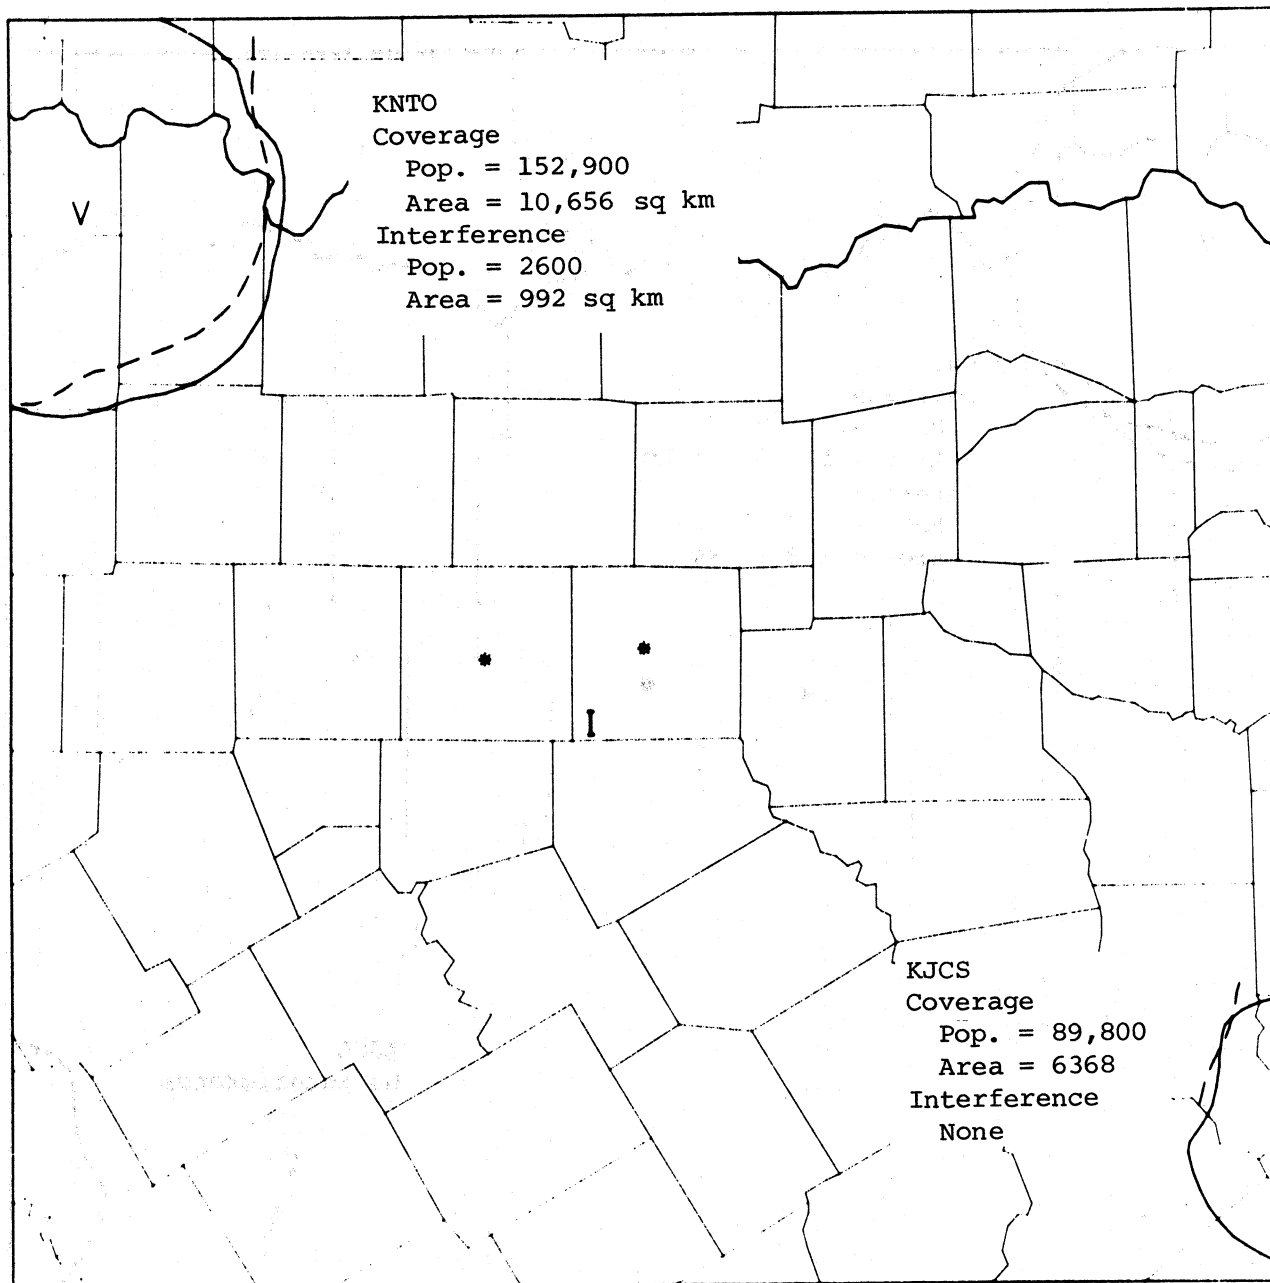 KNTO
Coverage
Pop. = 152,900
Area = 10,656 sq km
Interference
Pop. = 2600
Area = 992 sq km
V
*
*
I
KJCS
Coverage
Pop. = 89,800
Area = 6368
Interference
None